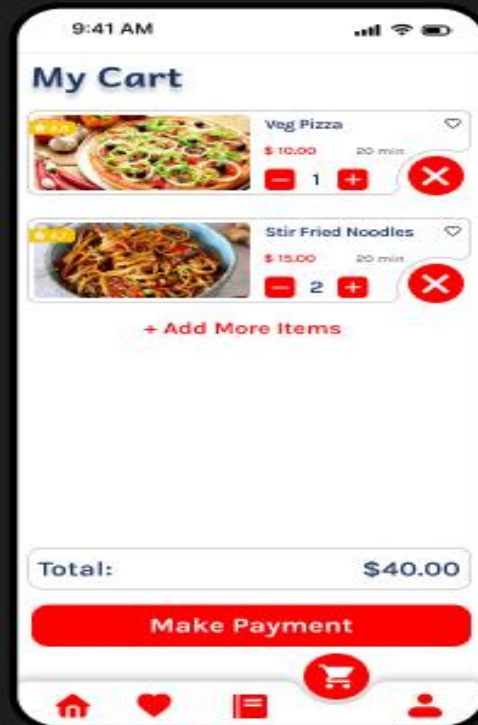 9:41 AM
My Cart
Veg Pizza
$ 10.00 20 min
1
Stir Fried Noodles
$ 15.00 20 min
2
+ Add More Items
Total: $40.00
Make Payment